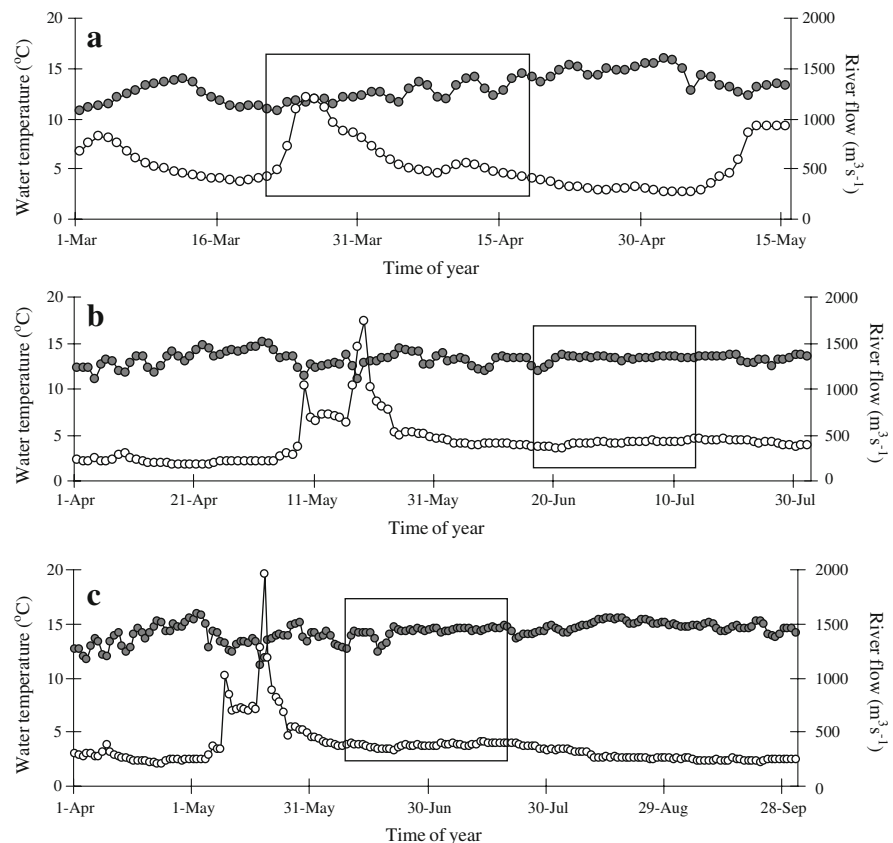 a
Water temperature (°C)
20
15
10
5
0
2000
1500
1000
500
0
River flow (m³s⁻¹)
1-Mar 16-Mar 31-Mar 15-Apr 30-Apr 15-May
Time of year
b
Water temperature (°C)
20
15
10
5
0
2000
1500
1000
500
0
River flow (m³s⁻¹)
1-Apr 21-Apr 11-May 31-May 20-Jun 10-Jul 30-Jul
Time of year
c
Water temperature (°C)
20
15
10
5
0
2000
1500
1000
500
0
River flow (m³s⁻¹)
1-Apr 1-May 31-May 30-Jun 30-Jul 29-Aug 28-Sep
Time of year